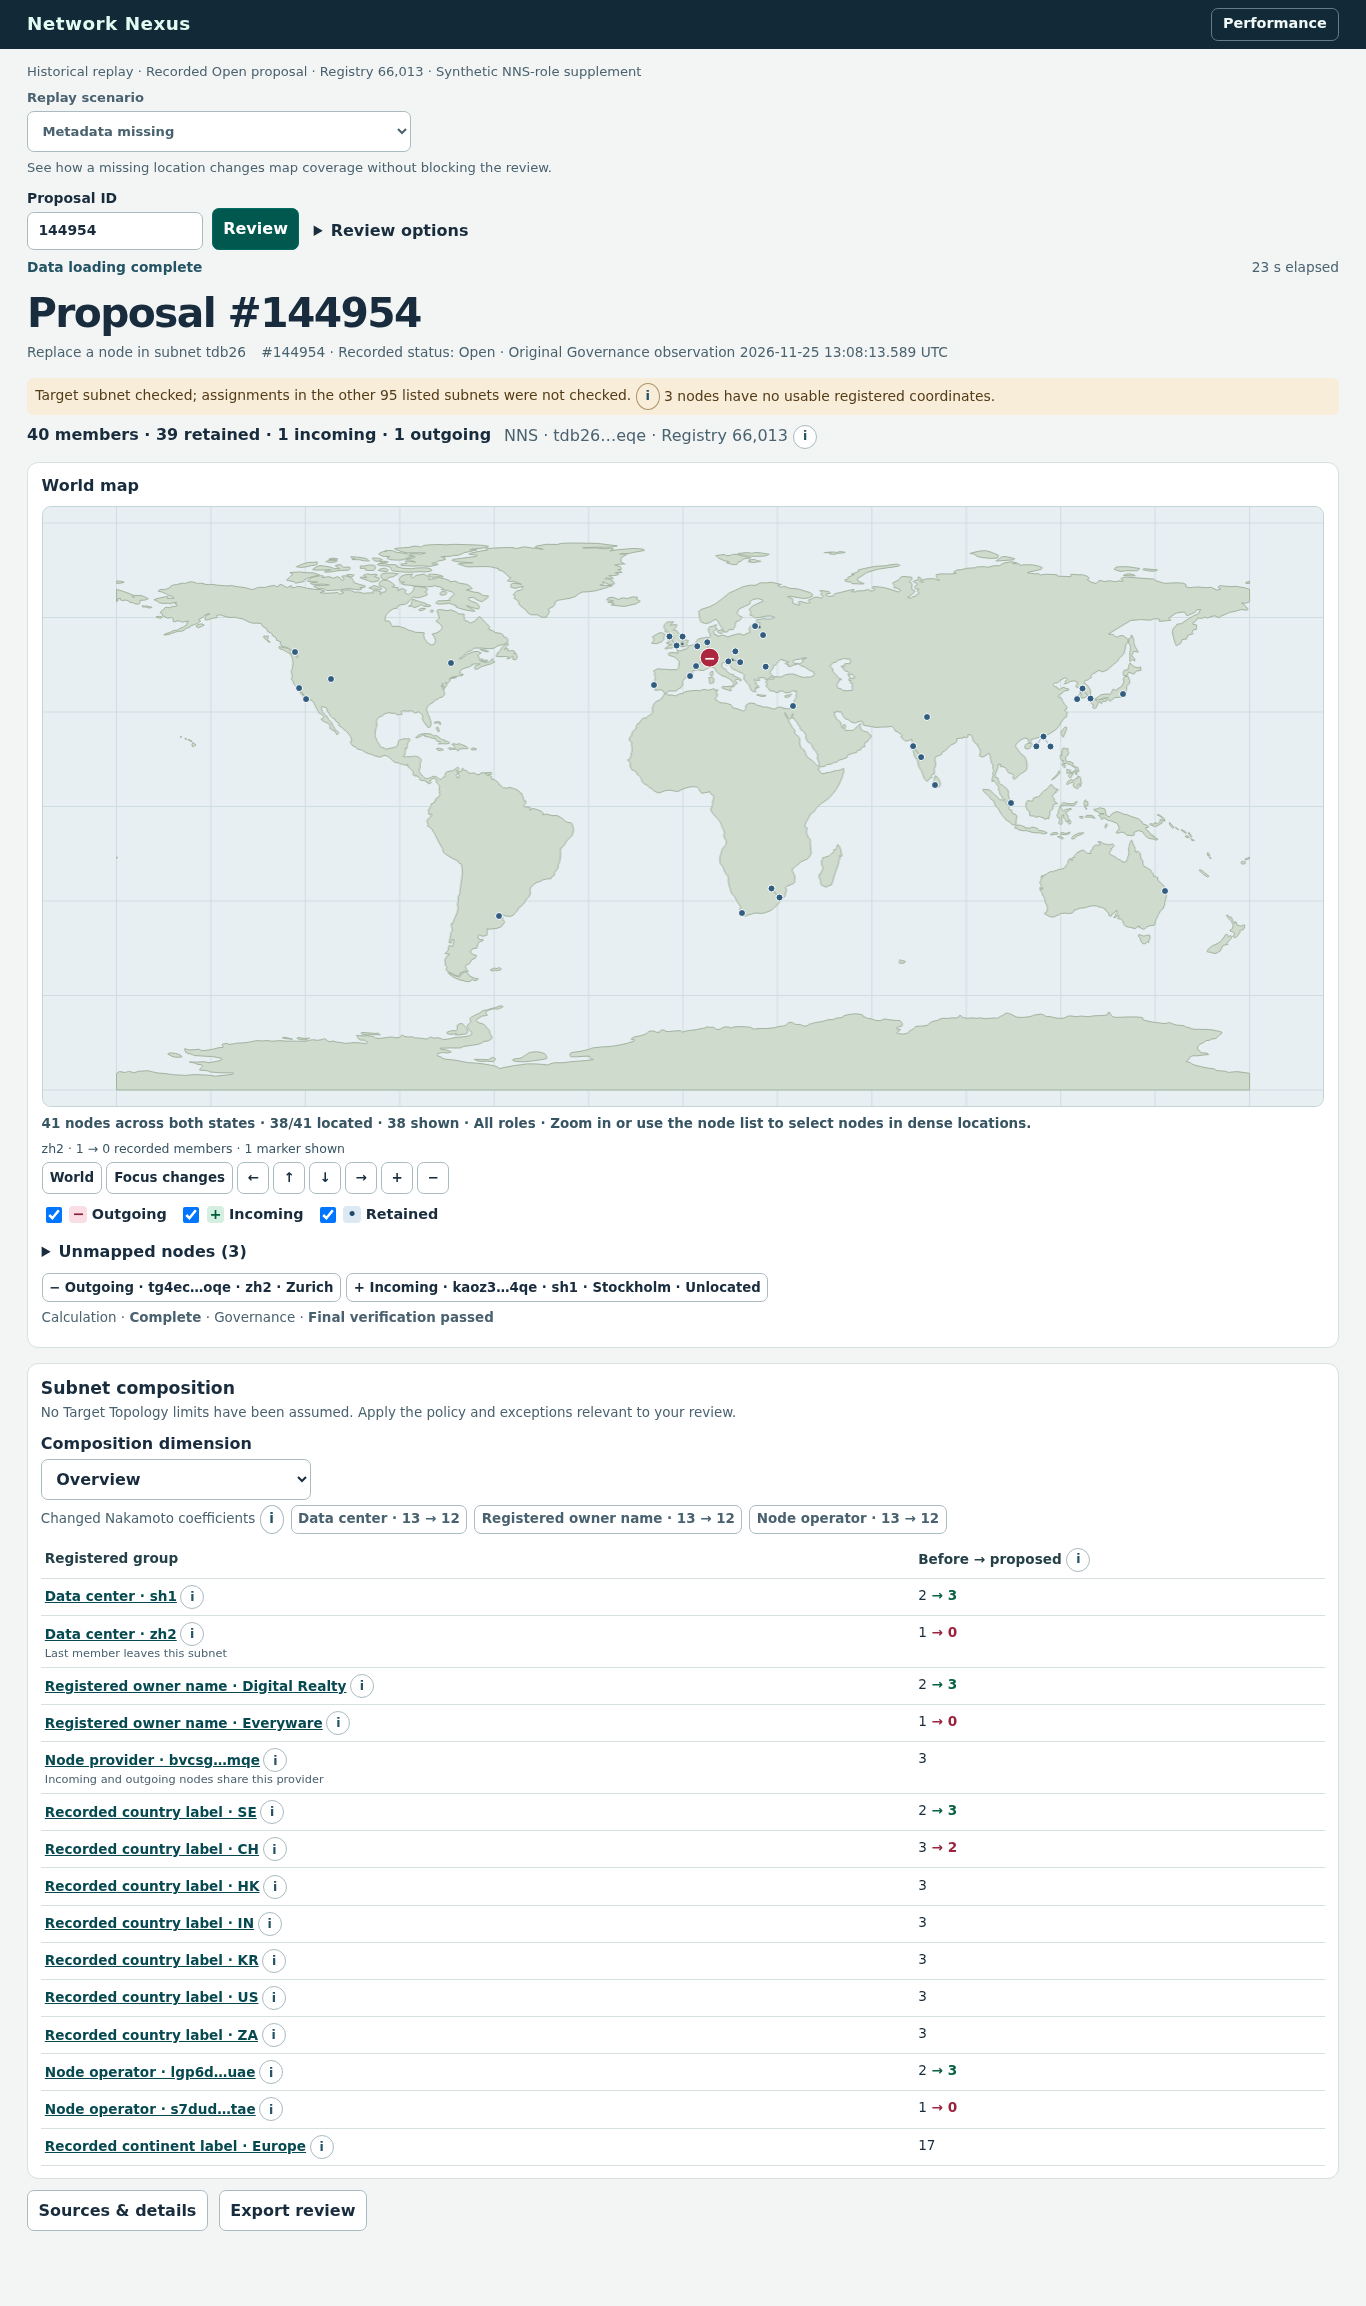 Network Nexus
Performance
Historical replay · Recorded Open proposal · Registry 66,013 · Synthetic NNS-role supplement
Replay scenario
Metadata missing
See how a missing location changes map coverage without blocking the review.
Proposal ID
144954
Review
▶ Review options
Data loading complete
23 s elapsed
Proposal #144954
Replace a node in subnet tdb26 #144954 · Recorded status: Open · Original Governance observation 2026-11-25 13:08:13.589 UTC
Target subnet checked; assignments in the other 95 listed subnets were not checked. i 3 nodes have no usable registered coordinates.
40 members · 39 retained · 1 incoming · 1 outgoing NNS · tdb26…eqe · Registry 66,013 i
World map
−
41 nodes across both states · 38/41 located · 38 shown · All roles · Zoom in or use the node list to select nodes in dense locations.
zh2 · 1 → 0 recorded members · 1 marker shown
World Focus changes ← ↑ ↓ → + −
− Outgoing + Incoming • Retained
▶ Unmapped nodes (3)
− Outgoing · tg4ec…oqe · zh2 · Zurich
+ Incoming · kaoz3…4qe · sh1 · Stockholm · Unlocated
Calculation · Complete · Governance · Final verification passed
Subnet composition
No Target Topology limits have been assumed. Apply the policy and exceptions relevant to your review.
Composition dimension
Overview
Changed Nakamoto coefficients i Data center · 13 → 12 Registered owner name · 13 → 12 Node operator · 13 → 12
Registered group Before → proposed i
Data center · sh1 i 2 → 3
Data center · zh2 i 1 → 0
Last member leaves this subnet
Registered owner name · Digital Realty i 2 → 3
Registered owner name · Everyware i 1 → 0
Node provider · bvcsg…mqe i 3
Incoming and outgoing nodes share this provider
Recorded country label · SE i 2 → 3
Recorded country label · CH i 3 → 2
Recorded country label · HK i 3
Recorded country label · IN i 3
Recorded country label · KR i 3
Recorded country label · US i 3
Recorded country label · ZA i 3
Node operator · lgp6d…uae i 2 → 3
Node operator · s7dud…tae i 1 → 0
Recorded continent label · Europe i 17
Sources & details
Export review